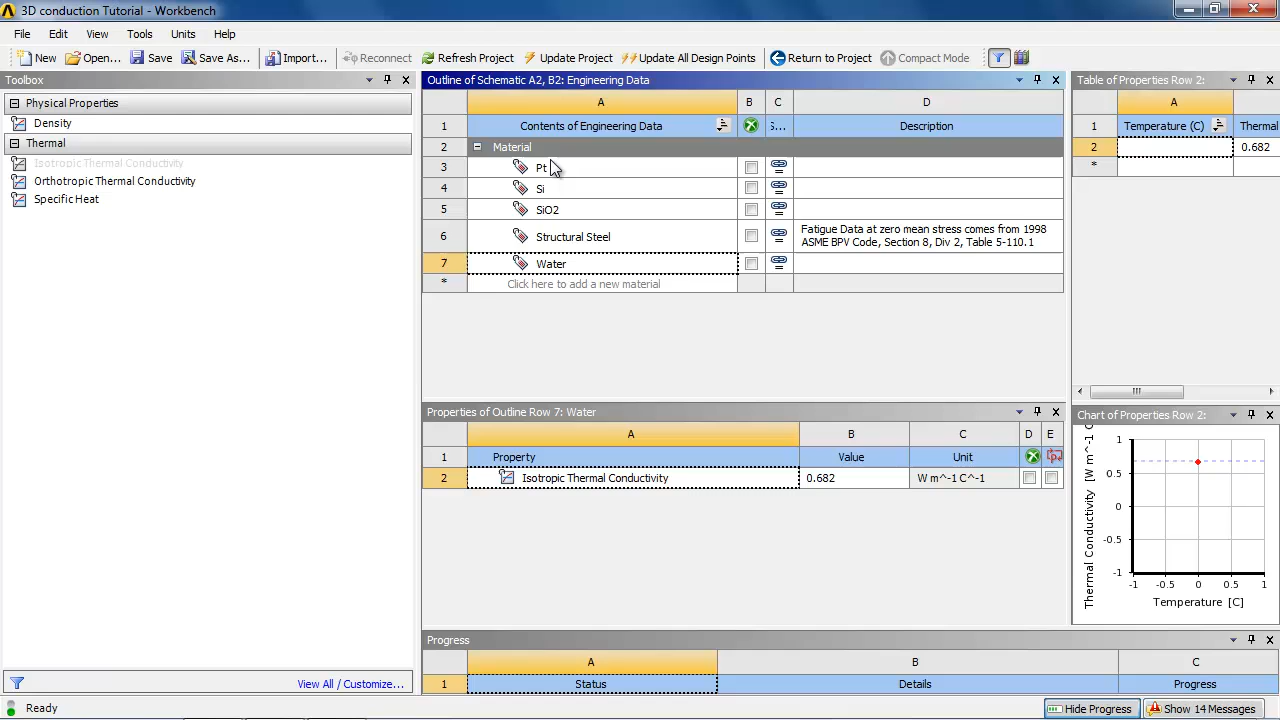 3D conduction Tutorial - Workbench
File Edit View Tools Units Help
New Open... Save Save As... Import... Reconnect Refresh Project Update Project Update All Design Points Return to Project Compact Mode
Toolbox
Physical Properties
Density
Thermal
Isotropic Thermal Conductivity
Orthotropic Thermal Conductivity
Specific Heat
View All / Customize...
Outline of Schematic A2, B2: Engineering Data
A B C D
1 Contents of Engineering Data S... Description
2 Material
3 Pt
4 Si
5 SiO2
6 Structural Steel Fatigue Data at zero mean stress comes from 1998
ASME BPV Code, Section 8, Div 2, Table 5-110.1
7 Water
* Click here to add a new material
Table of Properties Row 2:
A
1 Temperature (C) Thermal
2 0.682
*
Properties of Outline Row 7: Water
A B C D E
1 Property Value Unit
2 Isotropic Thermal Conductivity 0.682 W m^-1 C^-1
Chart of Properties Row 2:
Thermal Conductivity [W m^-1 C
1
0.5
0
-0.5
-1
-1 -0.5 0 0.5 1
Temperature [C]
Progress
A B C
1 Status Details Progress
Ready
Hide Progress Show 14 Messages